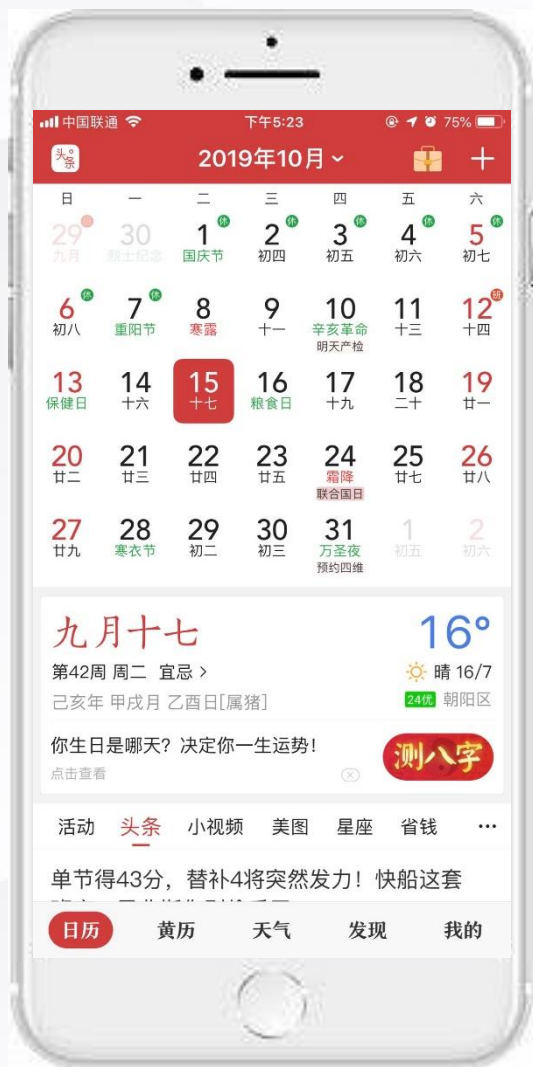 中国联通 下午5:23 75%
头条 2019年10月
日 一 二 三 四 五 六
29 30 1休 2休 3休 4休 5休
九月 烈士纪念 国庆节 初四 初五 初六 初七
6休 7休 8 9 10 11 12班
初八 重阳节 寒露 十一 辛亥革命 十三 十四
明天产检
13 14 15 16 17 18 19
保健日 十六 十七 粮食日 十九 二十 廿一
20 21 22 23 24 25 26
廿二 廿三 廿四 廿五 霜降 廿七 廿八
联合国日
27 28 29 30 31 1 2
廿九 寒衣节 初二 初三 万圣夜 初五 初六
预约四维
九月十七 16°
第42周 周二 宜忌 > 晴 16/7
己亥年 甲戌月 乙酉日[属猪] 24优 朝阳区
你生日是哪天？决定你一生运势！ 测八字
点击查看
活动 头条 小视频 美图 星座 省钱 ···
单节得43分，替补4将突然发力！快船这套
日历 黄历 天气 发现 我的